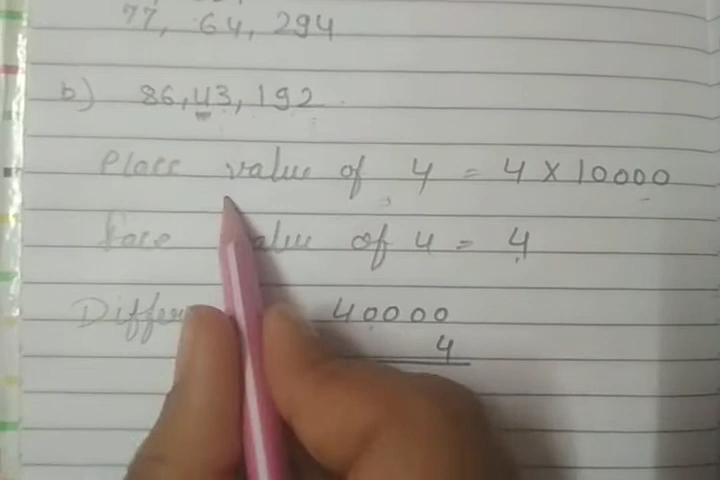 77, 64, 294
b) 86,43,192
Place value of 4 = 4 X 10000
face value of 4 = 4
40000
4